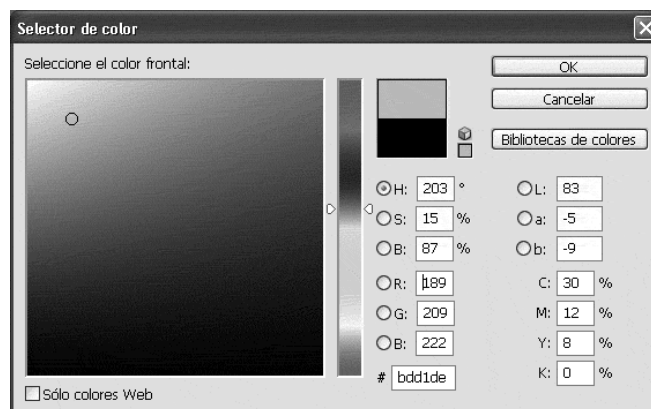 Selector de color
Seleccione el color frontal:
OK
Cancelar
Bibliotecas de colores
H: 203 °
S: 15 %
B: 87 %
R: 189
G: 209
B: 222
# bdd1de
L: 83
a: -5
b: -9
C: 30 %
M: 12 %
Y: 8 %
K: 0 %
Sólo colores Web